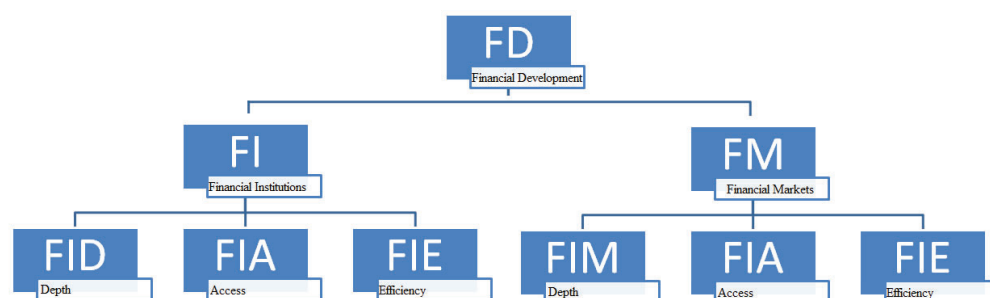 FD
Financial Development
FI
Financial Institutions
FM
Financial Markets
FID
Depth
FIA
Access
FIE
Efficiency
FIM
Depth
FIA
Access
FIE
Efficiency